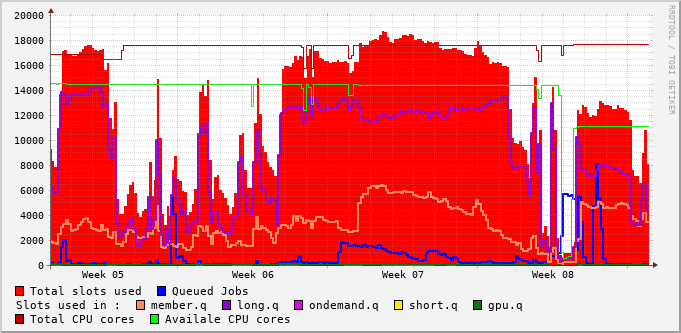 RRDTOOL / TOBI OETIKER
20000
18000
16000
14000
12000
10000
8000
6000
4000
2000
0
Week 05 Week 06 Week 07 Week 08
Total slots used Queued Jobs
Slots used in : member.q long.q ondemand.q short.q gpu.q
Total CPU cores Availale CPU cores